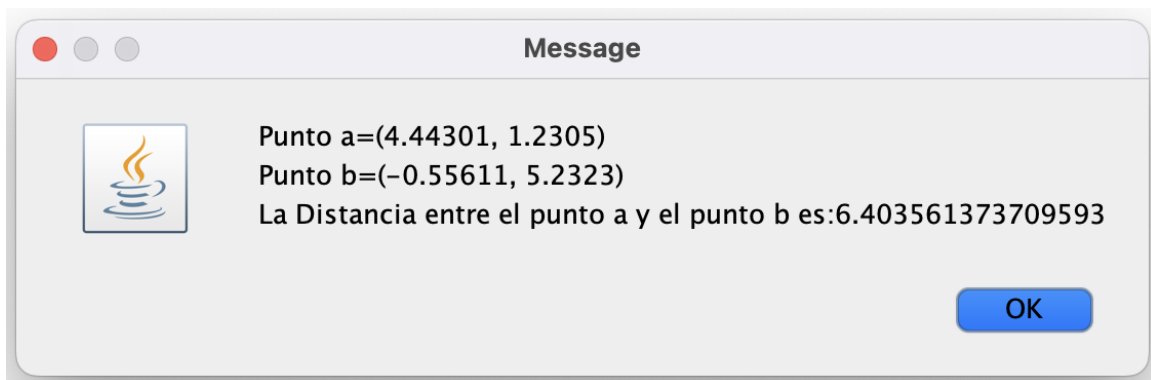 Message
Punto a=(4.44301, 1.2305)
Punto b=(-0.55611, 5.2323)
La Distancia entre el punto a y el punto b es:6.403561373709593
OK